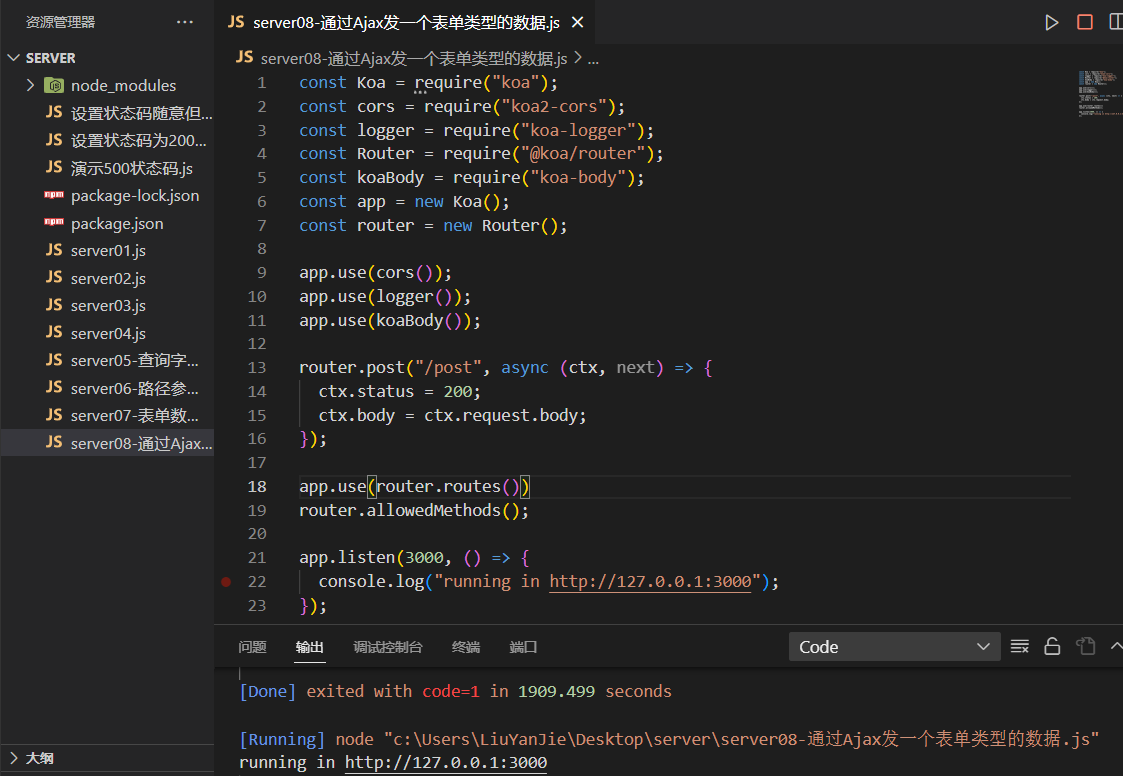 资源管理器 ...
SERVER
node_modules
设置状态码随意但...
设置状态码为200...
演示500状态码.js
package-lock.json
package.json
server01.js
server02.js
server03.js
server04.js
server05-查询字...
server06-路径参...
server07-表单数...
server08-通过Ajax...
大纲
JS server08-通过Ajax发一个表单类型的数据.js ×
JS server08-通过Ajax发一个表单类型的数据.js > ...
1 const Koa = require("koa");
2 const cors = require("koa2-cors");
3 const logger = require("koa-logger");
4 const Router = require("@koa/router");
5 const koaBody = require("koa-body");
6 const app = new Koa();
7 const router = new Router();
8
9 app.use(cors());
10 app.use(logger());
11 app.use(koaBody());
12
13 router.post("/post", async (ctx, next) => {
14 ctx.status = 200;
15 ctx.body = ctx.request.body;
16 });
17
18 app.use(router.routes())
19 router.allowedMethods();
20
21 app.listen(3000, () => {
22 console.log("running in http://127.0.0.1:3000");
23 });
问题 输出 调试控制台 终端 端口 Code
[Done] exited with code=1 in 1909.499 seconds
[Running] node "c:\Users\LiuYanJie\Desktop\server\server08-通过Ajax发一个表单类型的数据.js"
running in http://127.0.0.1:3000